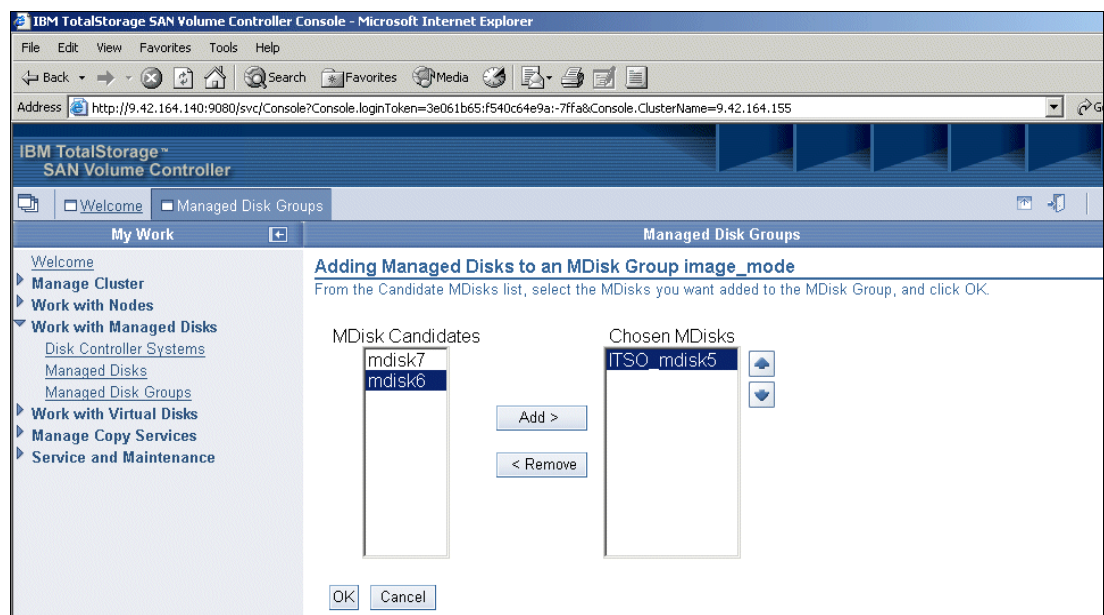 IBM TotalStorage SAN Volume Controller Console - Microsoft Internet Explorer
File Edit View Favorites Tools Help
Back Search Favorites Media
Address http://9.42.164.140:9080/svc/Console?Console.loginToken=3e061b65:f540c64e9a:-7ffa&Console.ClusterName=9.42.164.155
IBM TotalStorage™
SAN Volume Controller
Welcome Managed Disk Groups
My Work
Managed Disk Groups
Welcome
Manage Cluster
Work with Nodes
Work with Managed Disks
Disk Controller Systems
Managed Disks
Managed Disk Groups
Work with Virtual Disks
Manage Copy Services
Service and Maintenance
Adding Managed Disks to an MDisk Group image_mode
From the Candidate MDisks list, select the MDisks you want added to the MDisk Group, and click OK.
MDisk Candidates
mdisk7
mdisk6
Add >
< Remove
Chosen MDisks
ITSO_mdisk5
OK Cancel